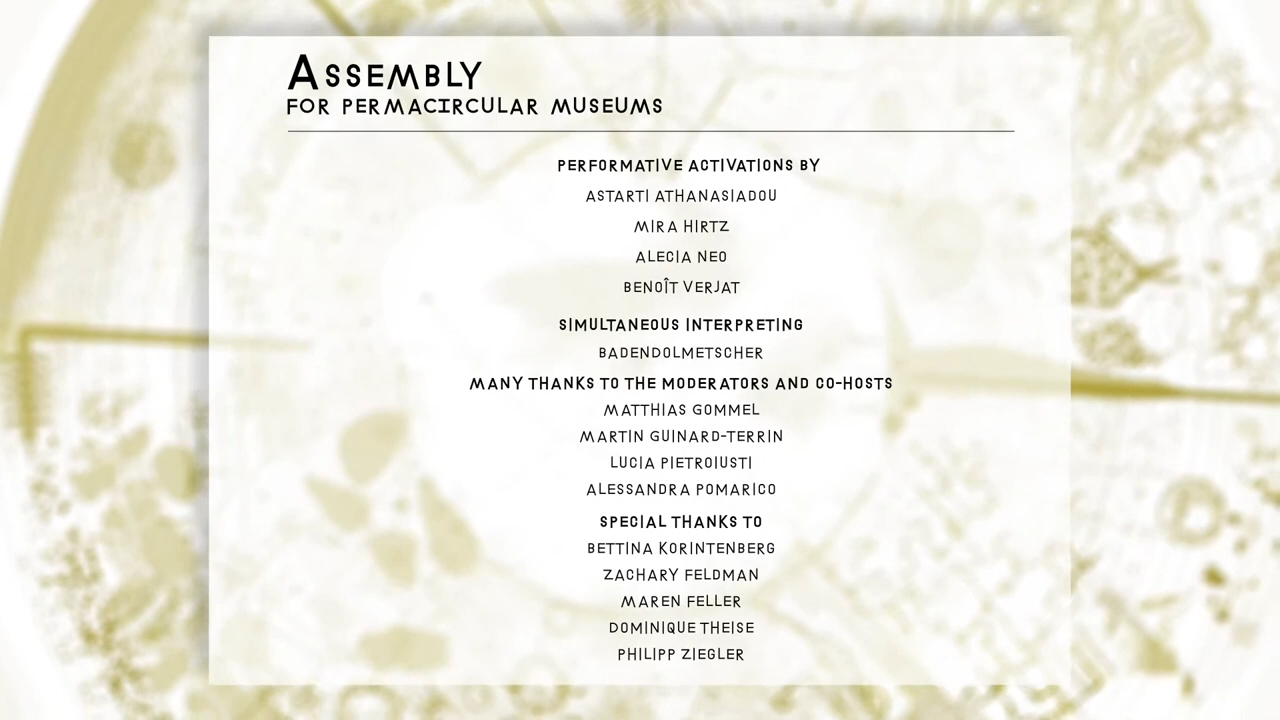 ASSEMBLY
FOR PERMACIRCULAR MUSEUMS
PERFORMATIVE ACTIVATIONS BY
ASTARTI ATHANASIADOU
MIRA HIRTZ
ALECIA NEO
BENOÎT VERJAT
SIMULTANEOUS INTERPRETING
BADENDOLMETSCHER
MANY THANKS TO THE MODERATORS AND CO-HOSTS
MATTHIAS GOMMEL
MARTIN GUINARD-TERRIN
LUCIA PIETROIUSTI
ALESSANDRA POMARICO
SPECIAL THANKS TO
BETTINA KORINTENBERG
ZACHARY FELDMAN
MAREN FELLER
DOMINIQUE THEISE
PHILIPP ZIEGLER